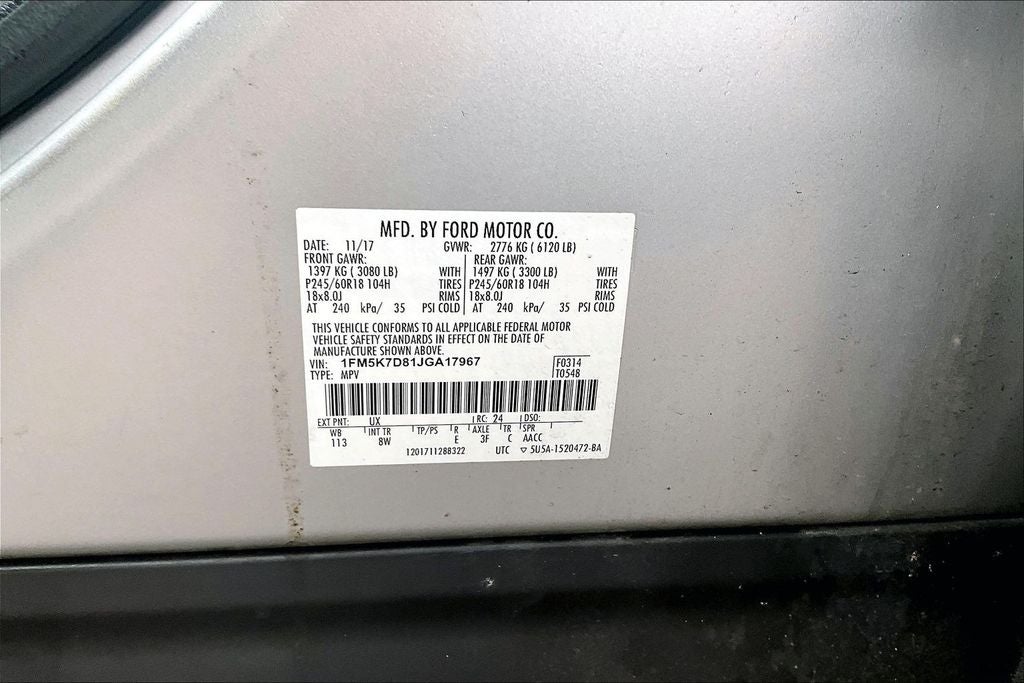 MFD. BY FORD MOTOR CO.
DATE: 11/17 GVWR: 2776 KG ( 6120 LB)
FRONT GAWR: REAR GAWR:
1397 KG ( 3080 LB) WITH 1497 KG ( 3300 LB) WITH
P245/60R18 104H TIRES P245/60R18 104H TIRES
18x8.0J RIMS 18x8.0J RIMS
AT 240 kPa/ 35 PSI COLD AT 240 kPa/ 35 PSI COLD
THIS VEHICLE CONFORMS TO ALL APPLICABLE FEDERAL MOTOR
VEHICLE SAFETY STANDARDS IN EFFECT ON THE DATE OF
MANUFACTURE SHOWN ABOVE.
VIN: 1FM5K7D81JGA17967 F0314
TYPE: MPV T0548
EXT PNT: UX RC: 24 DSO:
WB INT TR TP/PS R AXLE TR SPR
113 8W E 3F C AACC
1201711288322 UTC ▽ 5U5A-1520472-BA